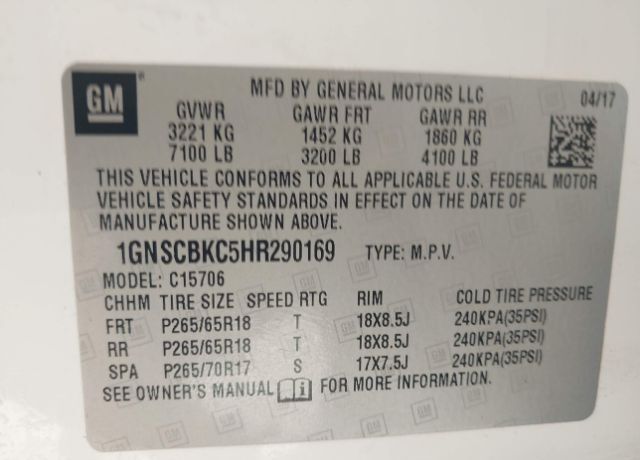 GM
MFD BY GENERAL MOTORS LLC 04/17
GVWR GAWR FRT GAWR RR
3221 KG 1452 KG 1860 KG
7100 LB 3200 LB 4100 LB
THIS VEHICLE CONFORMS TO ALL APPLICABLE U.S. FEDERAL MOTOR
VEHICLE SAFETY STANDARDS IN EFFECT ON THE DATE OF
MANUFACTURE SHOWN ABOVE.
1GNSCBKC5HR290169 TYPE: M.P.V.
MODEL: C15706
CHHM TIRE SIZE SPEED RTG RIM COLD TIRE PRESSURE
FRT P265/65R18 T 18X8.5J 240KPA(35PSI)
RR P265/65R18 T 18X8.5J 240KPA(35PSI)
SPA P265/70R17 S 17X7.5J 240KPA(35PSI)
SEE OWNER'S MANUAL FOR MORE INFORMATION.